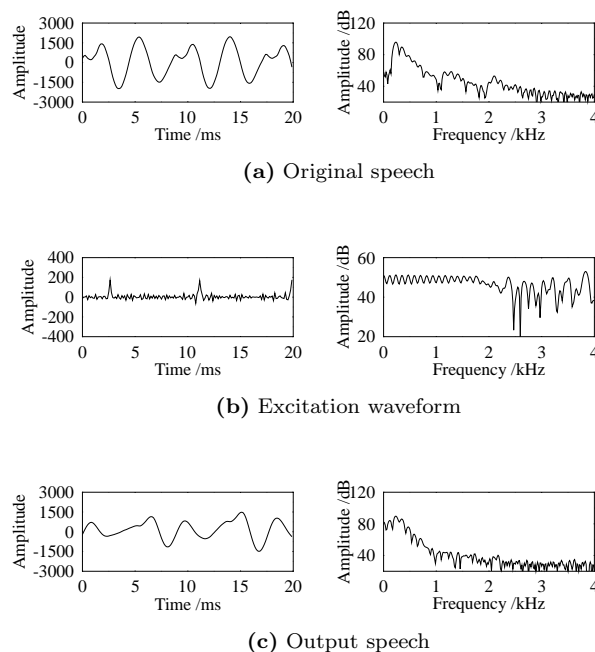 Amplitude
3000
1500
0
-1500
-3000
0 5 10 15 20
Time /ms
Amplitude /dB
120
80
40
0 1 2 3 4
Frequency /kHz
(a) Original speech
Amplitude
400
200
0
-200
-400
0 5 10 15 20
Time /ms
Amplitude /dB
60
40
20
0 1 2 3 4
Frequency /kHz
(b) Excitation waveform
Amplitude
3000
1500
0
-1500
-3000
0 5 10 15 20
Time /ms
Amplitude /dB
120
80
40
0 1 2 3 4
Frequency /kHz
(c) Output speech